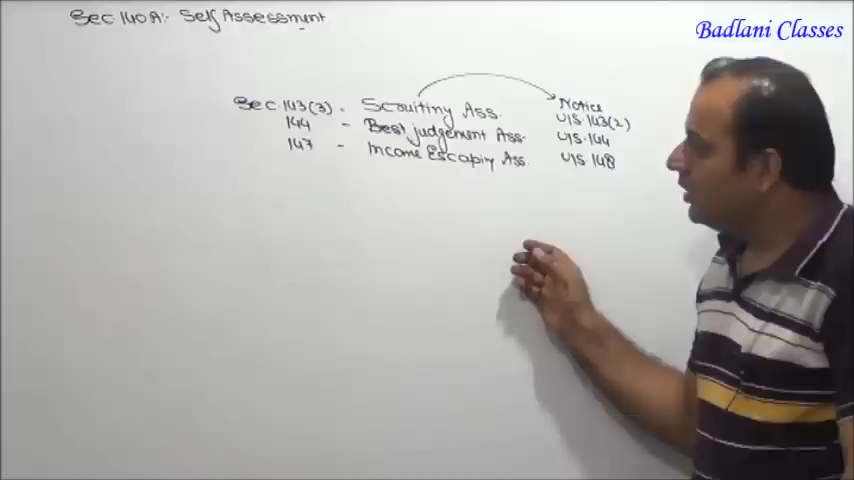 Sec 140A:- Self Assessment
Badlani Classes
Sec 143(3) - Scruitiny Ass. Notice U/S. 143(2)
144 - Best judgement Ass. U/S. 144
147 - Income Escaping Ass. U/S. 148